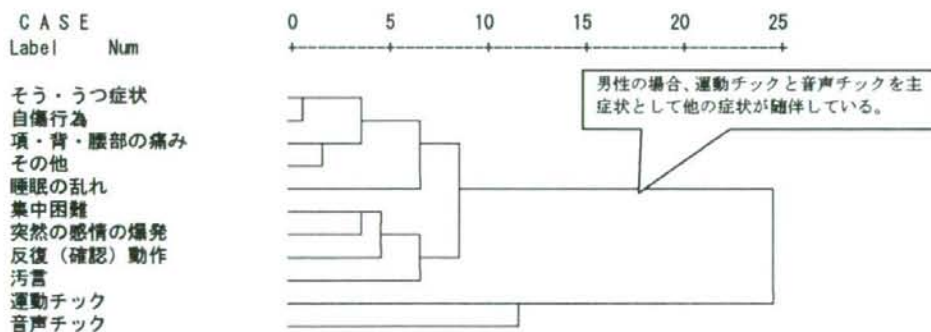 CASE 0 5 10 15 20 25
Label Num
男性の場合、運動チックと音声チックを主
症状として他の症状が随伴している。
そう・うつ症状
自傷行為
項・背・腰部の痛み
その他
睡眠の乱れ
集中困難
突然の感情の爆発
反復(確認)動作
汚言
運動チック
音声チック